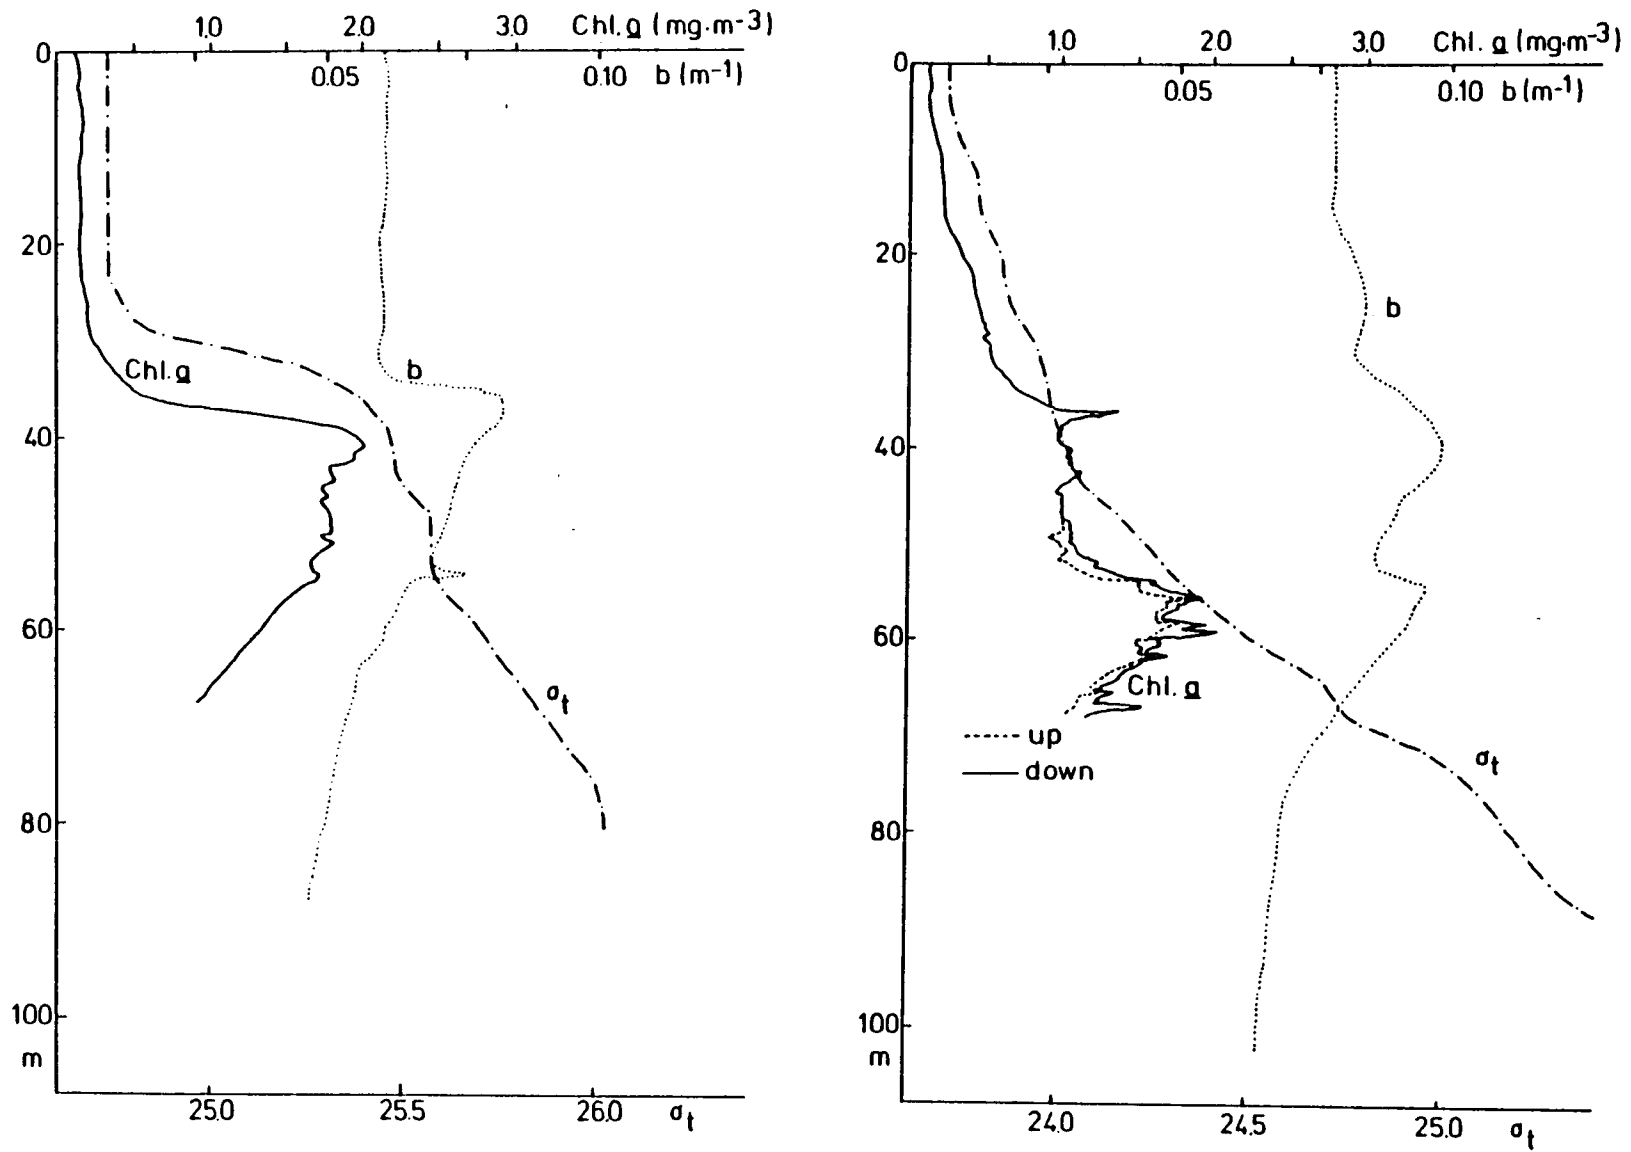 1.0 2.0 3.0 Chl. a (mg·m-3)
0 0.05 0.10 b (m-1)
20
b
Chl. a
40
60
σt
80
100
m
25.0 25.5 26.0 σt
1.0 2.0 3.0 Chl. a (mg·m-3)
0 0.05 0.10 b (m-1)
20
b
40
60
Chl. a
up
σt
down
80
100
m
24.0 24.5 25.0 σt